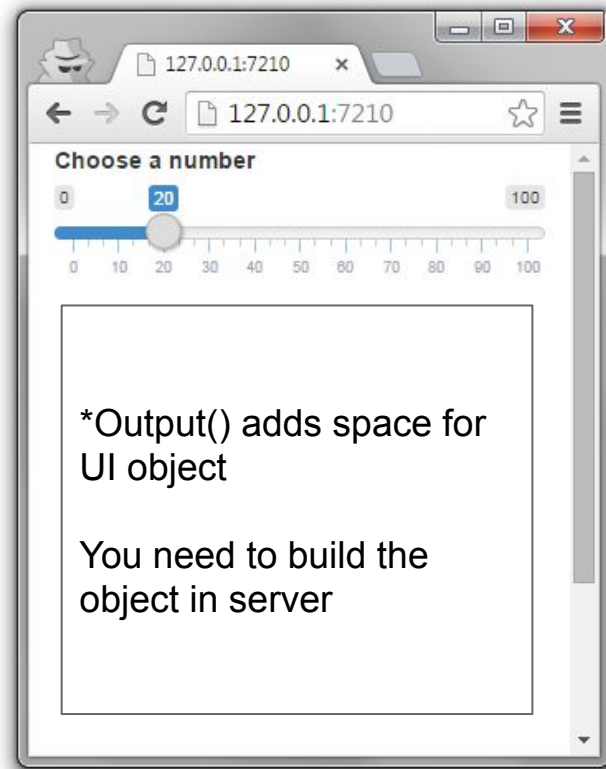 127.0.0.1:7210
127.0.0.1:7210
Choose a number
0 20 100
0 10 20 30 40 50 60 70 80 90 100
*Output() adds space for
UI object
You need to build the
object in server